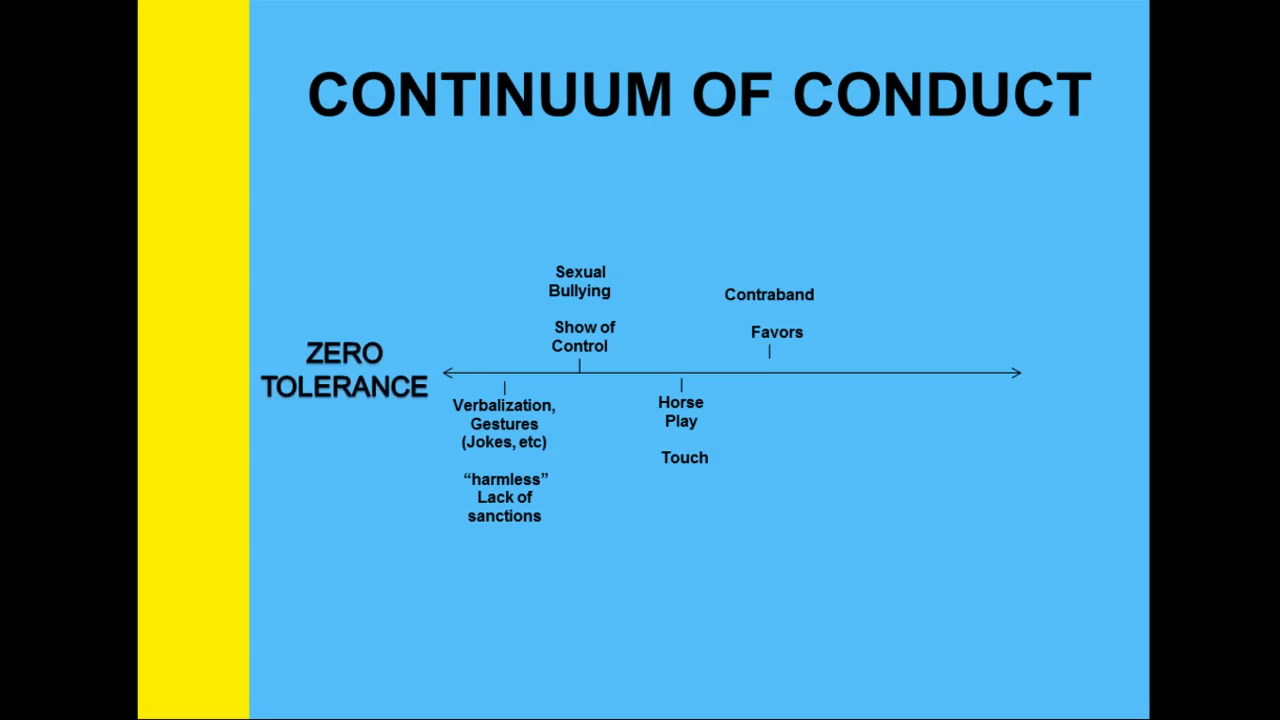 CONTINUUM OF CONDUCT
Sexual
Bullying
Show of
Control
Contraband
Favors
ZERO
TOLERANCE
Verbalization,
Gestures
(Jokes, etc)
“harmless”
Lack of
sanctions
Horse
Play
Touch